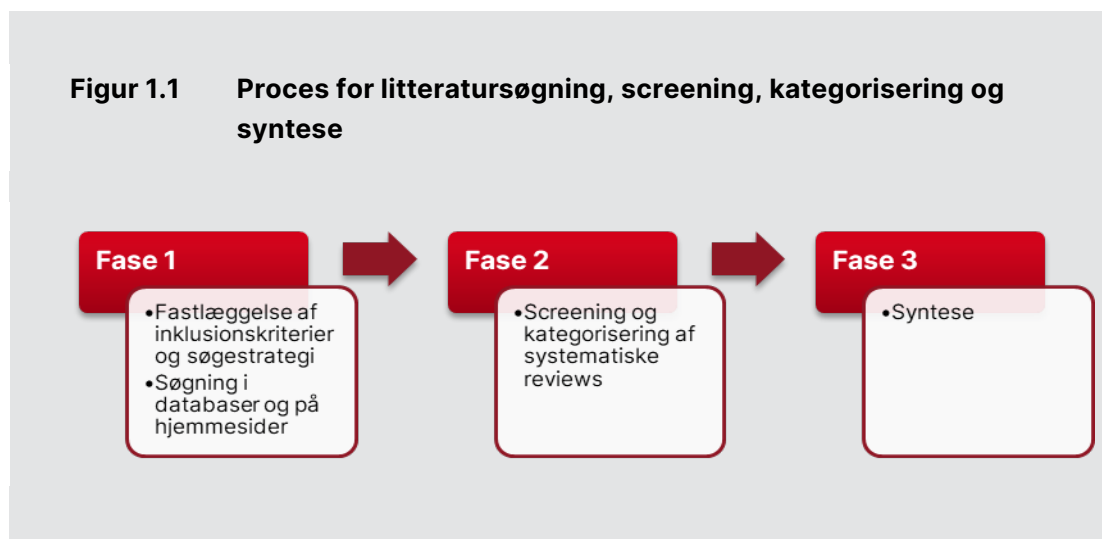 Figur 1.1 Proces for litteratursøgning, screening, kategorisering og
syntese
Fase 1
•Fastlæggelse af
inklusionskriterier
og søgestrategi
•Søgning i
databaser og på
hjemmesider
Fase 2
•Screening og
kategorisering af
systematiske
reviews
Fase 3
•Syntese